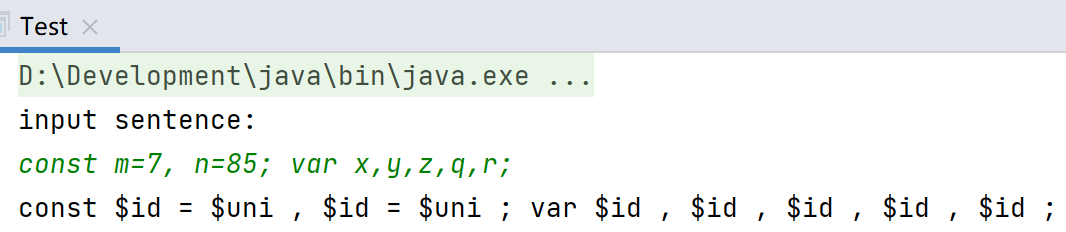 Test
D:\Development\java\bin\java.exe ...
input sentence:
const m=7, n=85; var x,y,z,q,r;
const $id = $uni , $id = $uni ; var $id , $id , $id , $id , $id ;